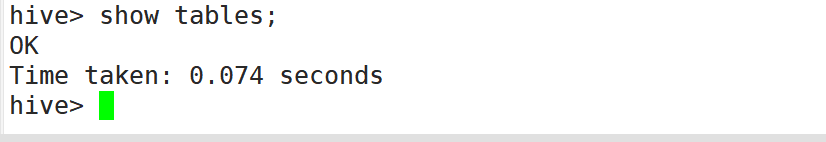 hive> show tables;
OK
Time taken: 0.074 seconds
hive>